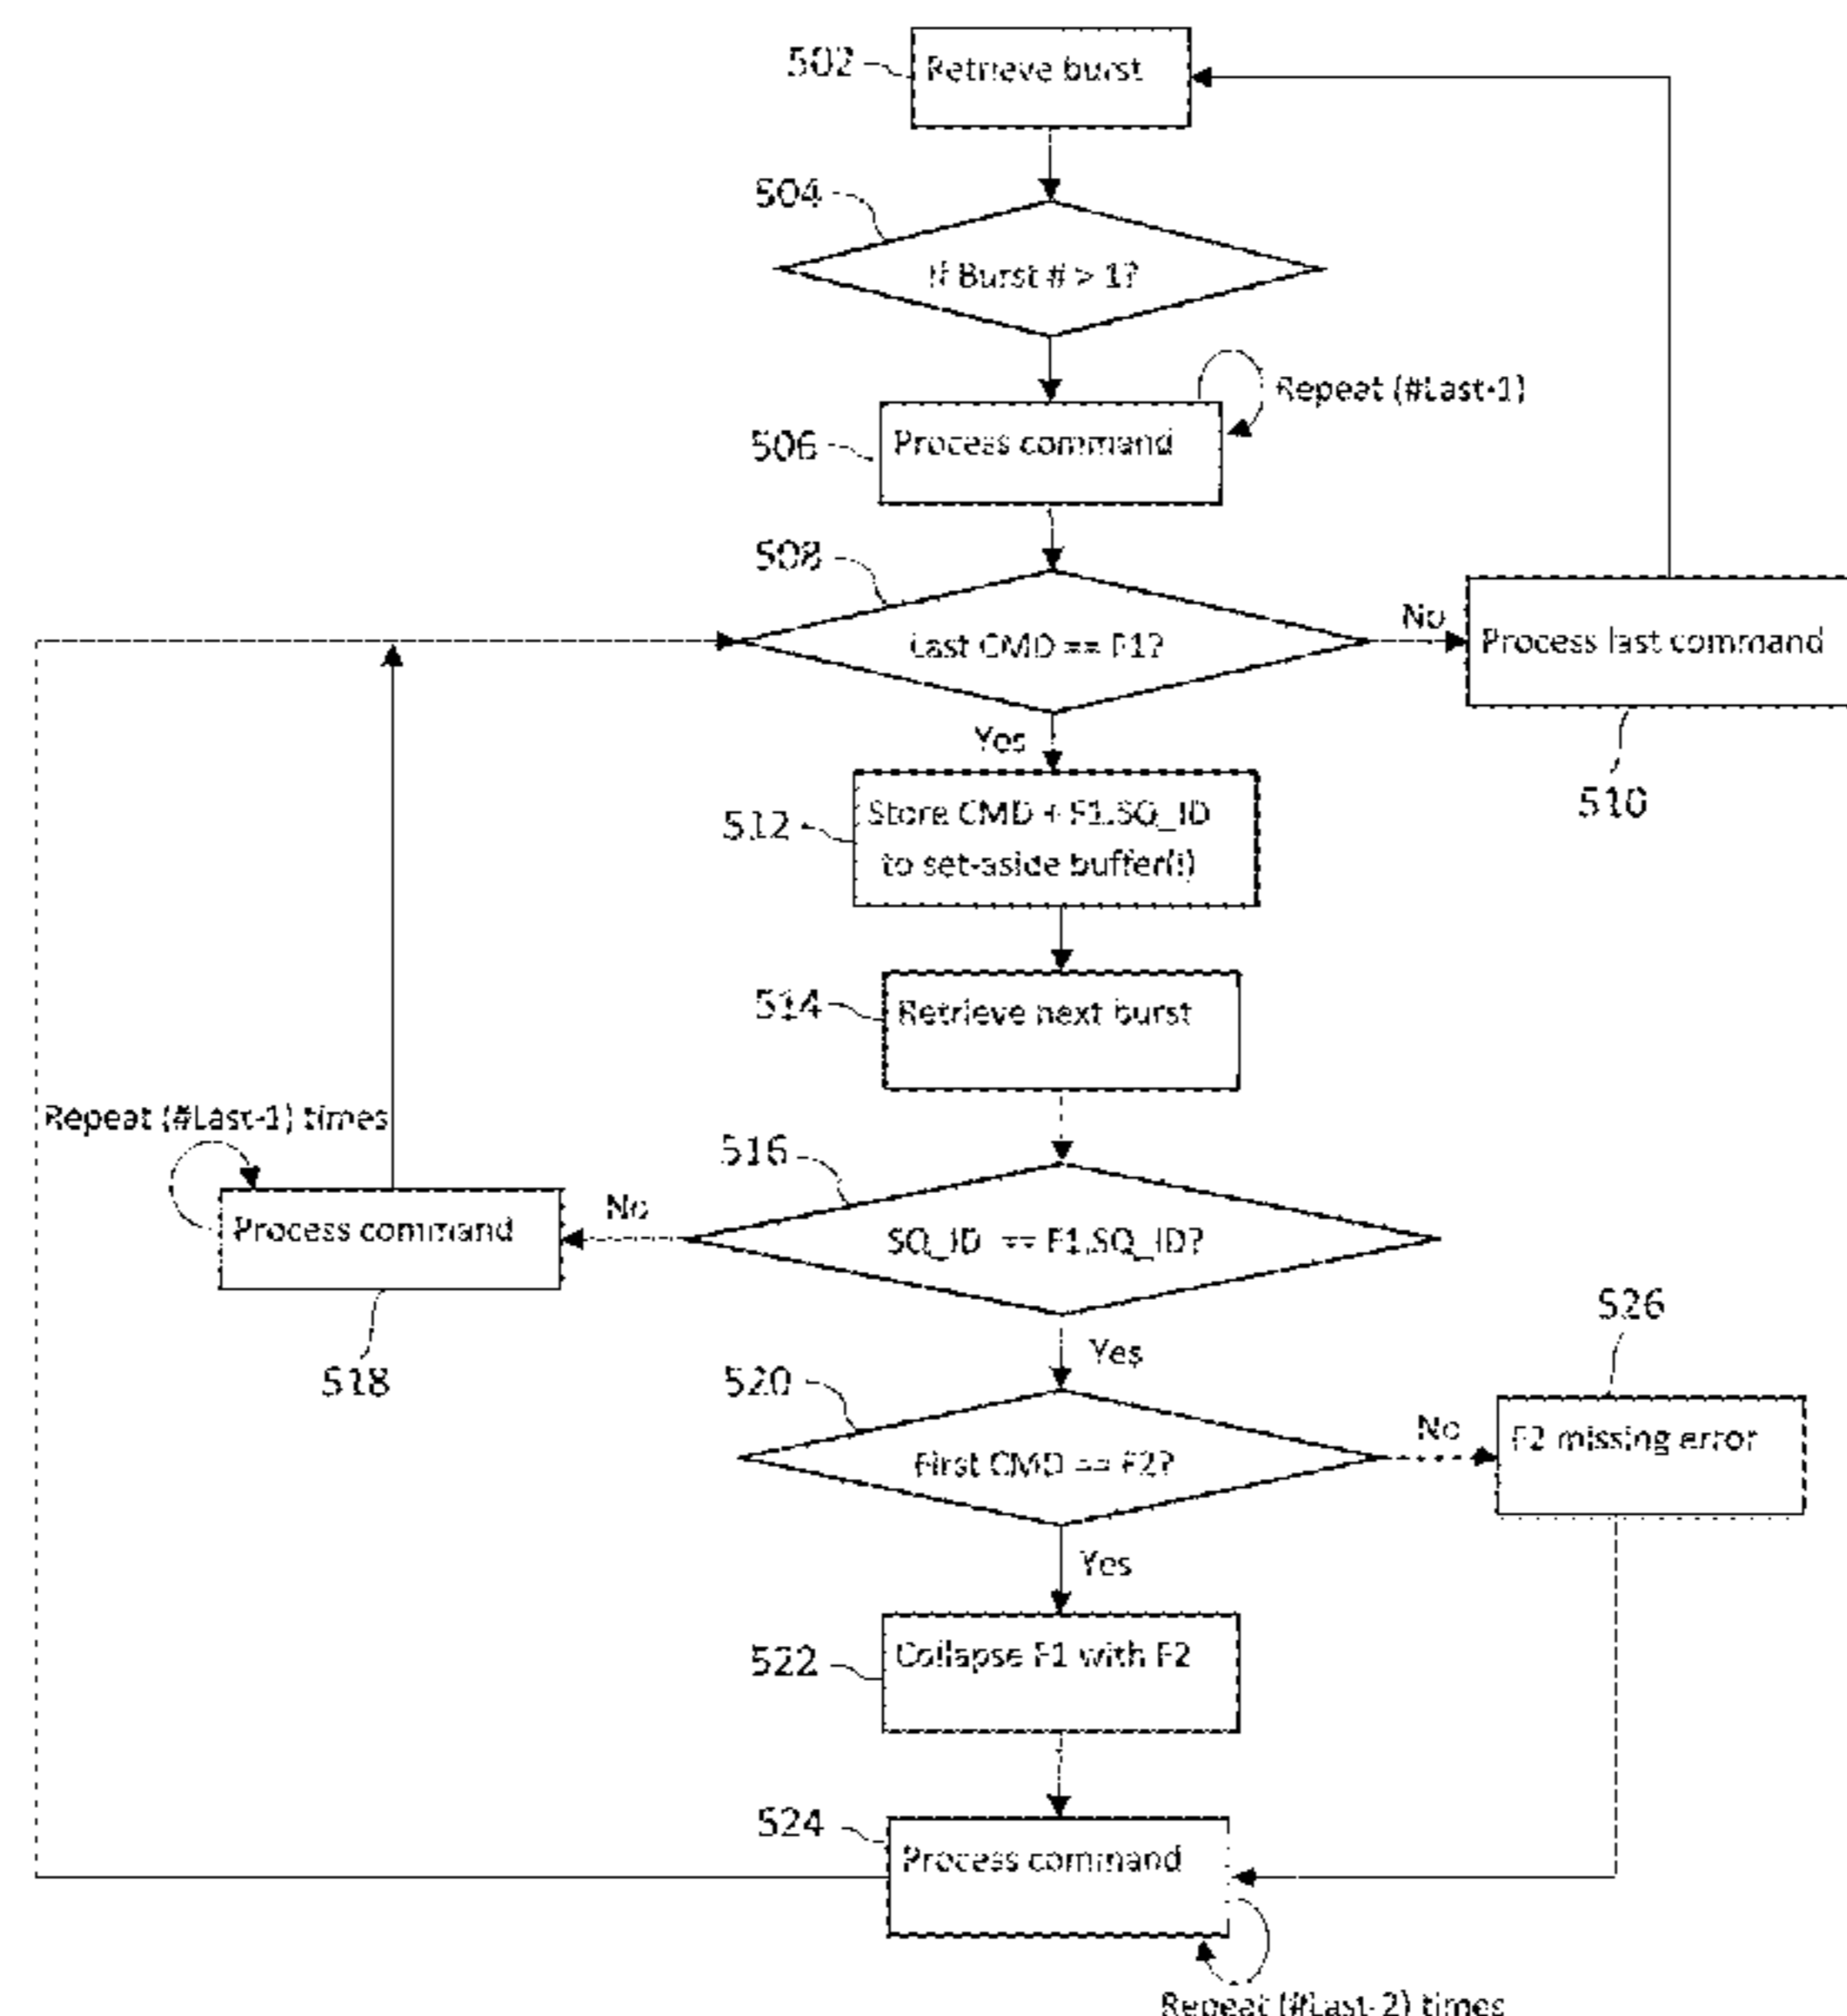 502
Retrieve burst
504
If Burst # > 1?
Repeat (#Last-1)
506
Process command
508
Last CMD == F1?
No
Process last command
510
Yes
512
Store CMD + F1.SQ_ID
to set-aside buffer(i)
514
Retrieve next burst
Repeat (#Last-1) times
516
No
Process command
SQ_ID == F1.SQ_ID?
518
Yes
526
520
First CMD == F2?
No
F2 missing error
Yes
522
Collapse F1 with F2
524
Process command
Repeat (#Last-2) times